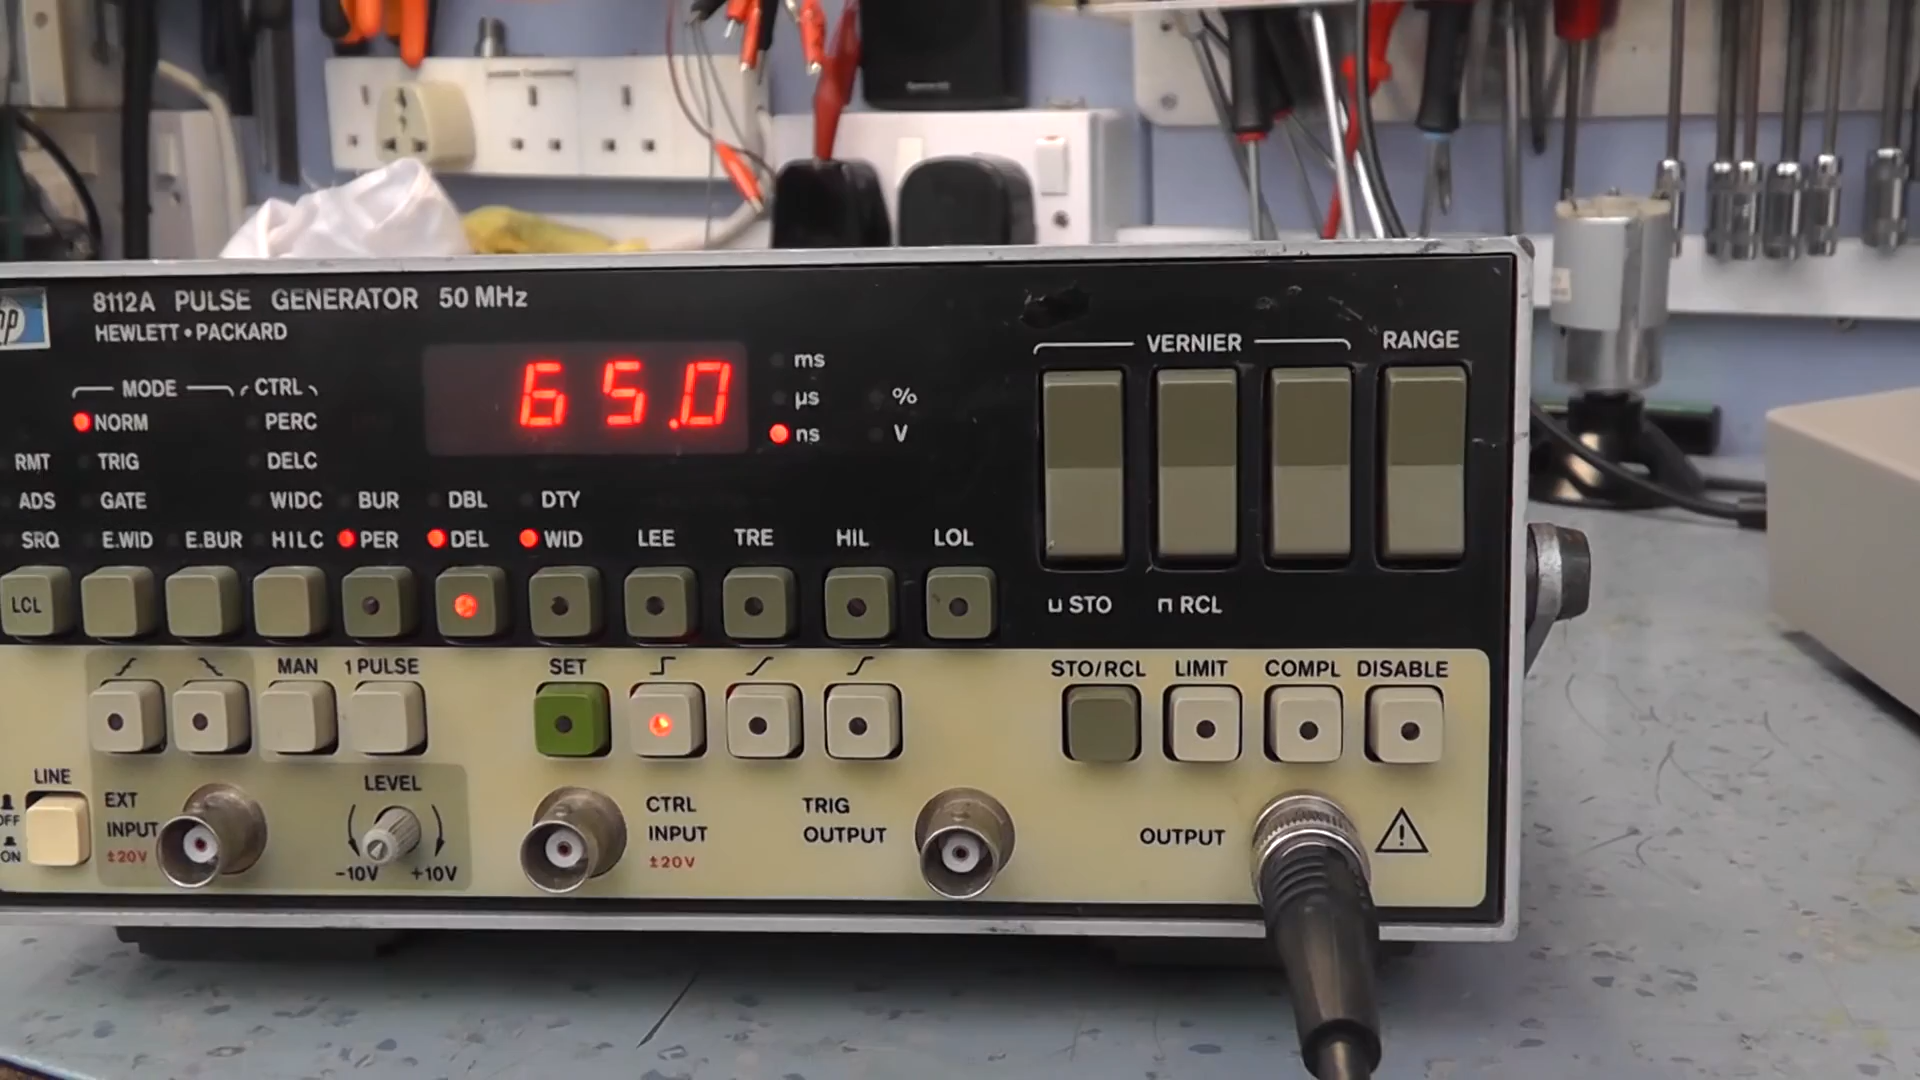 8112A PULSE GENERATOR 50 MHz
hp
HEWLETT • PACKARD
VERNIER
RANGE
MODE
CTRL
65.0
ms
µs
%
ns
V
NORM
PERC
RMT
TRIG
DELC
ADS
GATE
WIDC
BUR
DBL
DTY
SRQ
E.WID
E.BUR
HILC
PER
DEL
WID
LEE
TRE
HIL
LOL
LCL
STO
RCL
MAN
1 PULSE
SET
STO/RCL
LIMIT
COMPL
DISABLE
LINE
OFF
ON
EXT
INPUT
±20V
LEVEL
-10V
+10V
CTRL
INPUT
±20V
TRIG
OUTPUT
OUTPUT